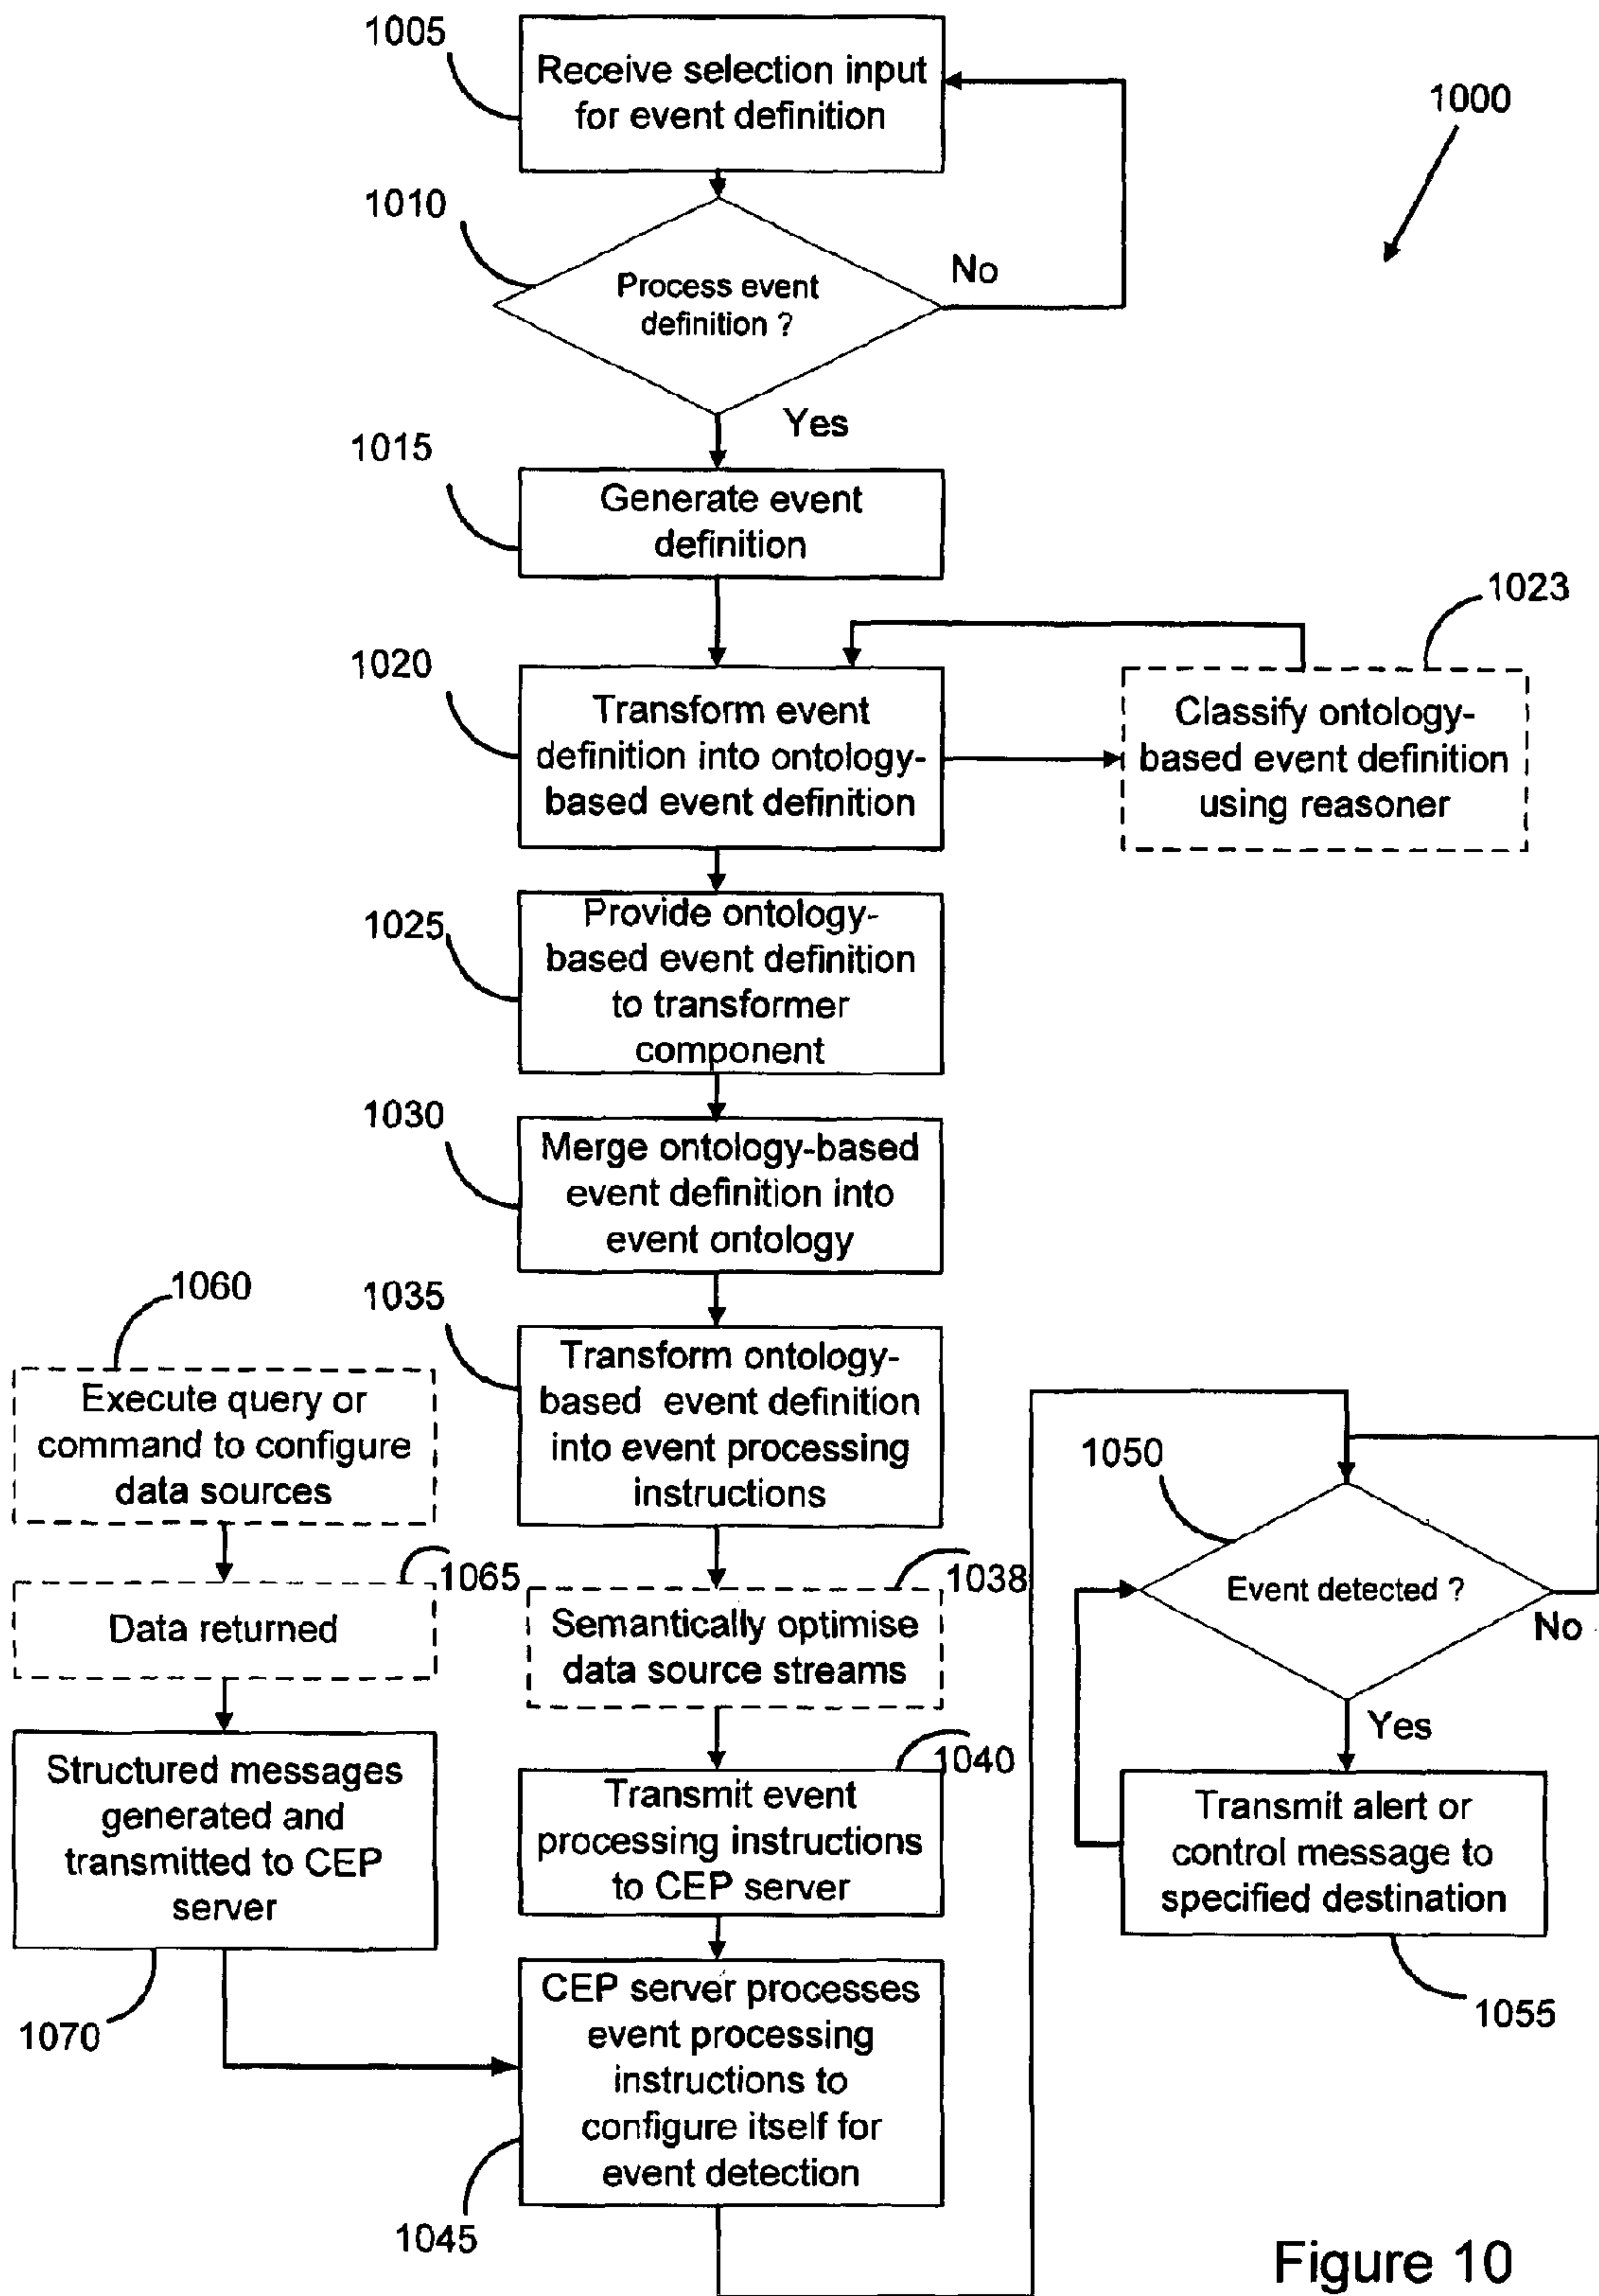 1005
Receive selection input
for event definition
1000
1010
Process event
definition ?
No
Yes
1015
Generate event
definition
1023
1020
Transform event
definition into ontology-
based event definition
Classify ontology-
based event definition
using reasoner
1025
Provide ontology-
based event definition
to transformer
component
1030
Merge ontology-based
event definition into
event ontology
1060
1035
Execute query or
command to configure
data sources
Transform ontology-
based event definition
into event processing
instructions
1050
1065
1038
Data returned
Semantically optimise
data source streams
Event detected ?
No
Yes
1040
Structured messages
generated and
transmitted to CEP
server
Transmit event
processing instructions
to CEP server
Transmit alert or
control message to
specified destination
1070
CEP server processes
event processing
instructions to
configure itself for
event detection
1055
1045
Figure 10